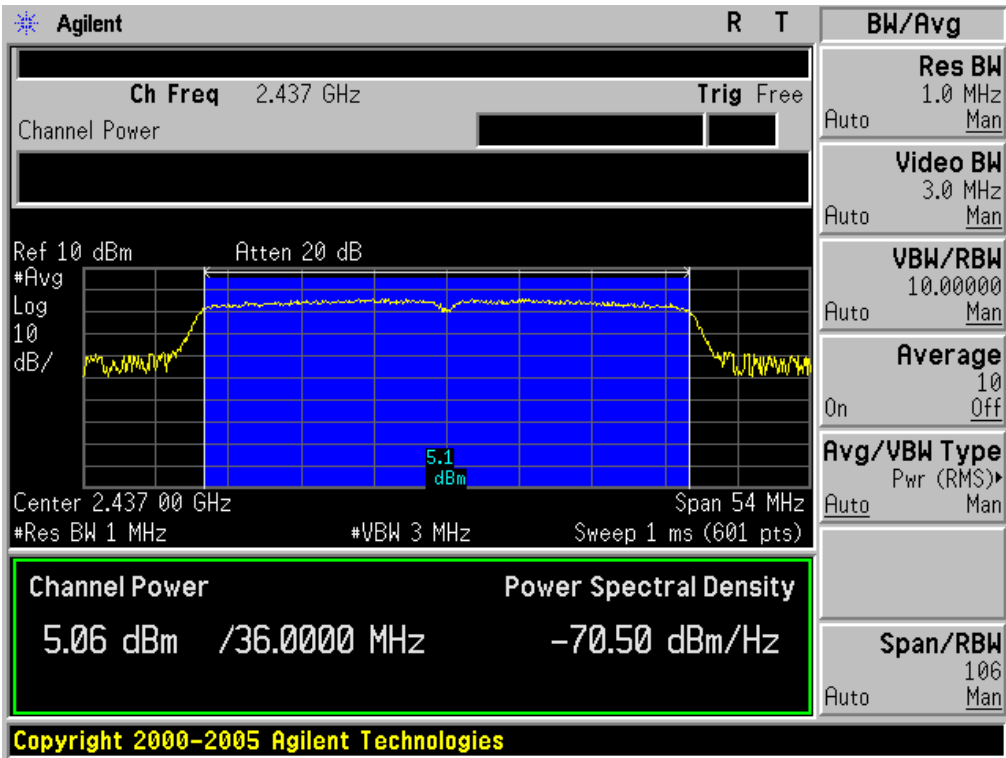 Agilent R T
Ch Freq 2.437 GHz Trig Free
Channel Power
Ref 10 dBm Atten 20 dB
#Avg
Log
10
dB/
5.1
dBm
Center 2.437 00 GHz Span 54 MHz
#Res BW 1 MHz #VBW 3 MHz Sweep 1 ms (601 pts)
Channel Power Power Spectral Density
5.06 dBm /36.0000 MHz -70.50 dBm/Hz
Copyright 2000-2005 Agilent Technologies
BW/Avg
Res BW
1.0 MHz
Auto Man
Video BW
3.0 MHz
Auto Man
VBW/RBW
10.00000
Auto Man
Average
10
On Off
Avg/VBW Type
Pwr (RMS)▸
Auto Man
Span/RBW
106
Auto Man